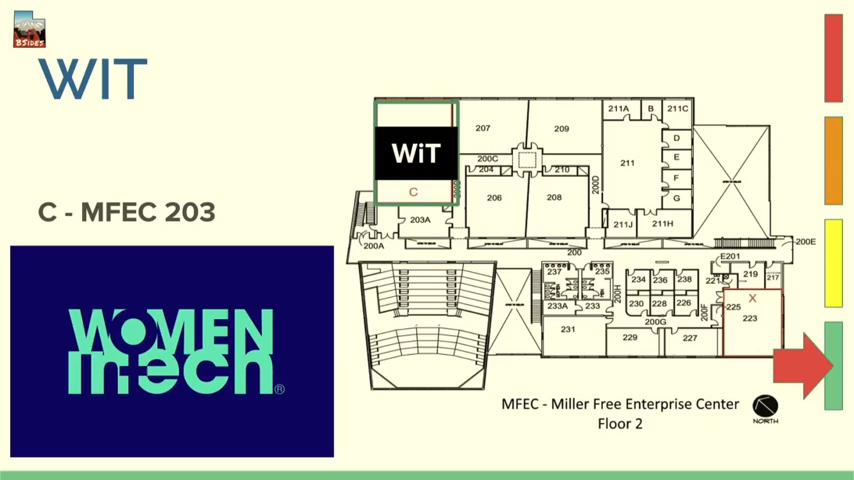 BSIDES
WIT
C - MFEC 203
WOMEN
in tech®
WiT
C
207
209
211A
B
211C
D
E
F
G
211
200C
204
210
206
208
200D
203A
211J
211H
200A
200
200E
E201
237
235
234
236
238
219
217
200H
233A
233
230
228
226
200F
225
X
223
231
200G
229
227
MFEC - Miller Free Enterprise Center
Floor 2
NORTH